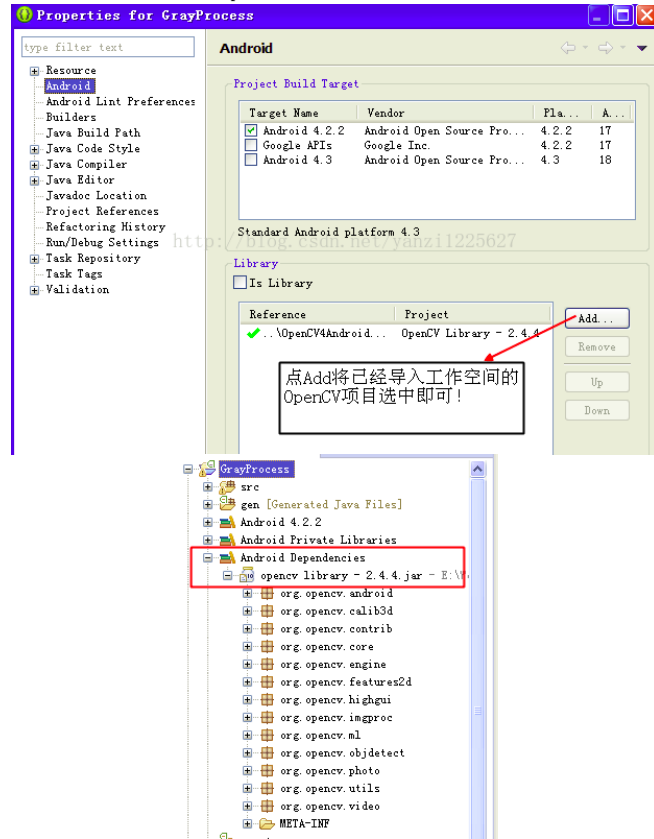 Properties for GrayProcess
type filter text
Resource
Android
Android Lint Preferences
Builders
Java Build Path
Java Code Style
Java Compiler
Java Editor
Javadoc Location
Project References
Refactoring History
Run/Debug Settings
Task Repository
Task Tags
Validation
Android
Project Build Target
Target Name Vendor Pla... A...
Android 4.2.2 Android Open Source Pro... 4.2.2 17
Google APIs Google Inc. 4.2.2 17
Android 4.3 Android Open Source Pro... 4.3 18
Standard Android platform 4.3
http://blog.csdn.net/yanzi1225627
Library
Is Library
Reference Project
..\OpenCV4Android... OpenCV Library - 2.4.4
Add...
Remove
Up
Down
点Add将已经导入工作空间的
OpenCV项目选中即可！
GrayProcess
src
gen [Generated Java Files]
Android 4.2.2
Android Private Libraries
Android Dependencies
opencv library - 2.4.4.jar - E:\
org.opencv.android
org.opencv.calib3d
org.opencv.contrib
org.opencv.core
org.opencv.engine
org.opencv.features2d
org.opencv.highgui
org.opencv.imgproc
org.opencv.ml
org.opencv.objdetect
org.opencv.photo
org.opencv.utils
org.opencv.video
META-INF